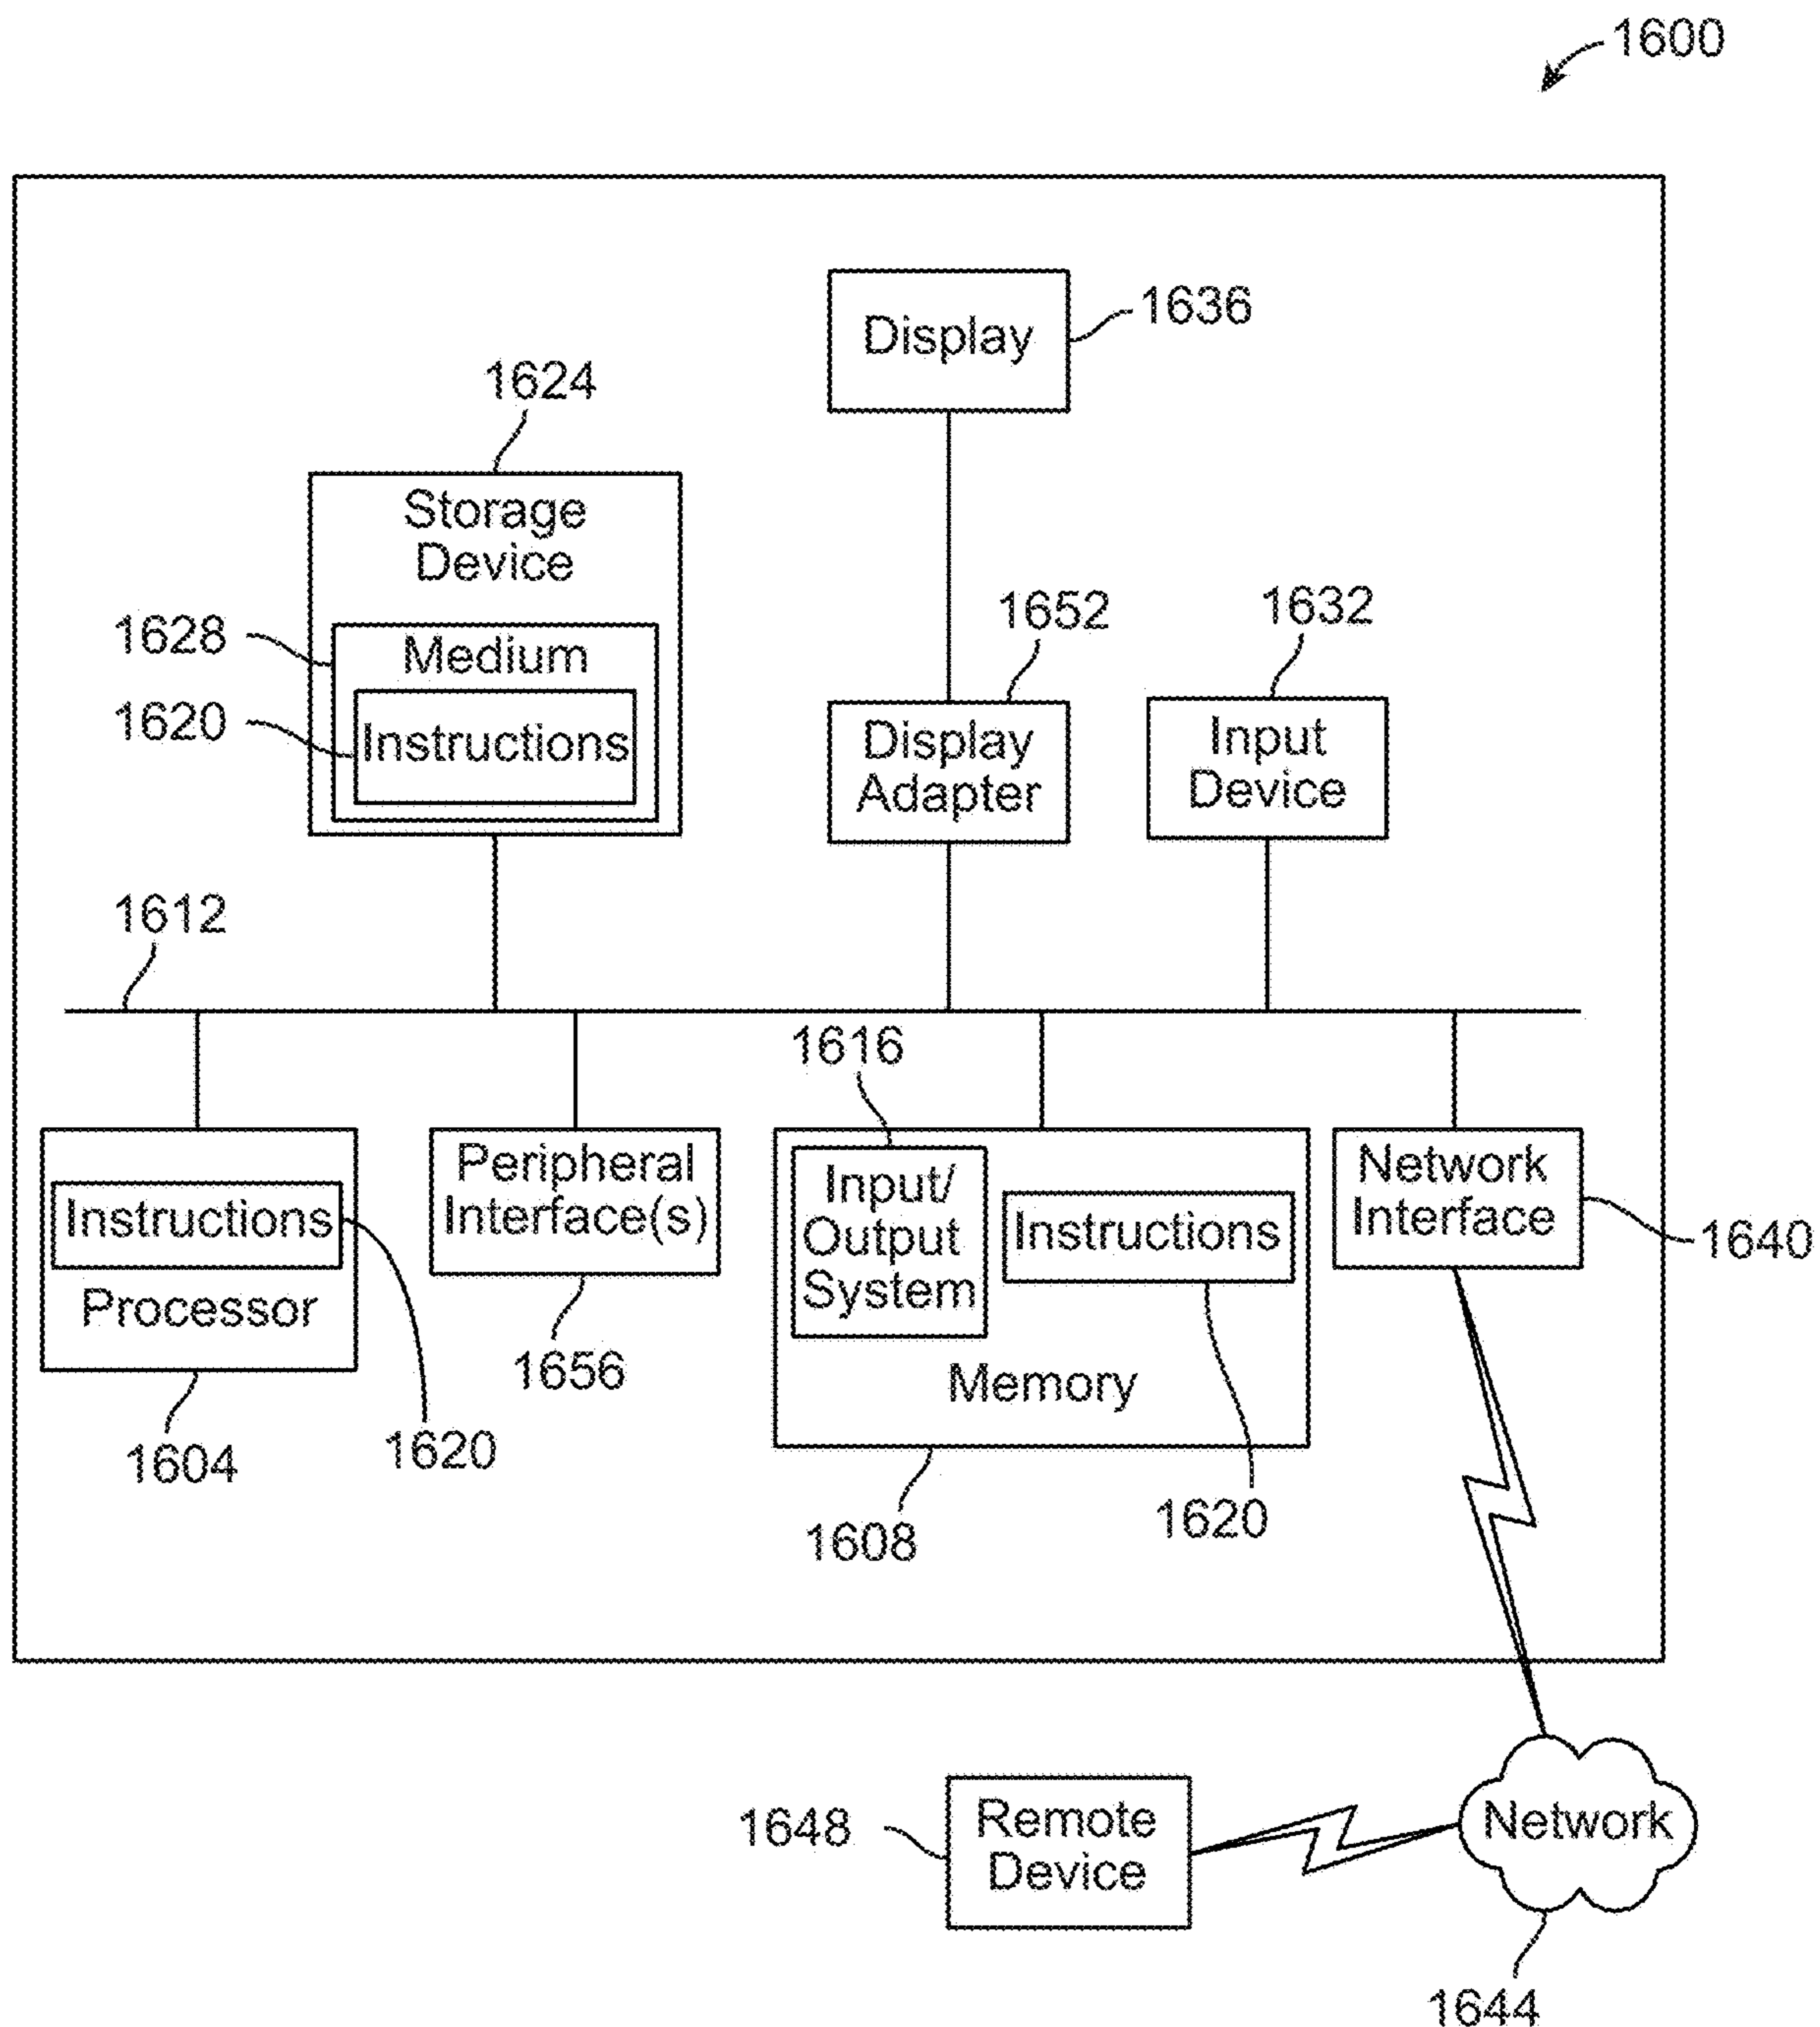 1600
Display
1636
1624
Storage
Device
1628
Medium
1620
Instructions
1652
Display
Adapter
1632
Input
Device
1612
1616
Instructions
Processor
1604
1620
Peripheral
Interface(s)
1656
Input/
Output
System
Instructions
Memory
1608
1620
Network
Interface
1640
1648
Remote
Device
Network
1644